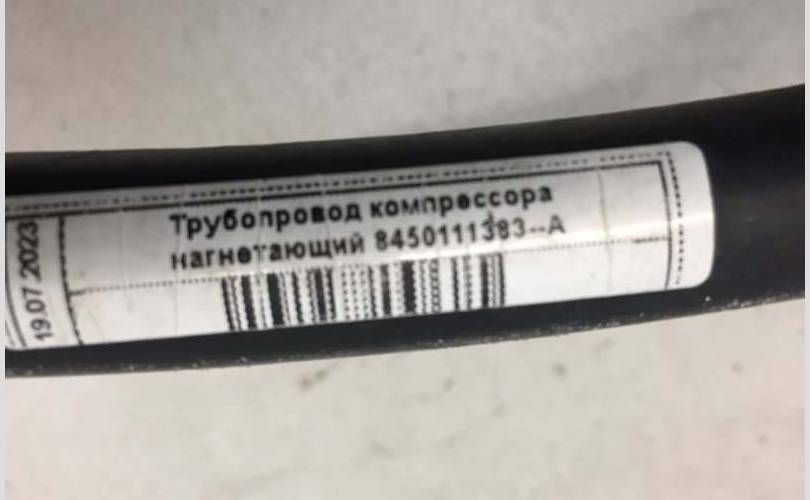 Трубопровод компрессора
нагнетающий 8450111383--А
19.07.2023